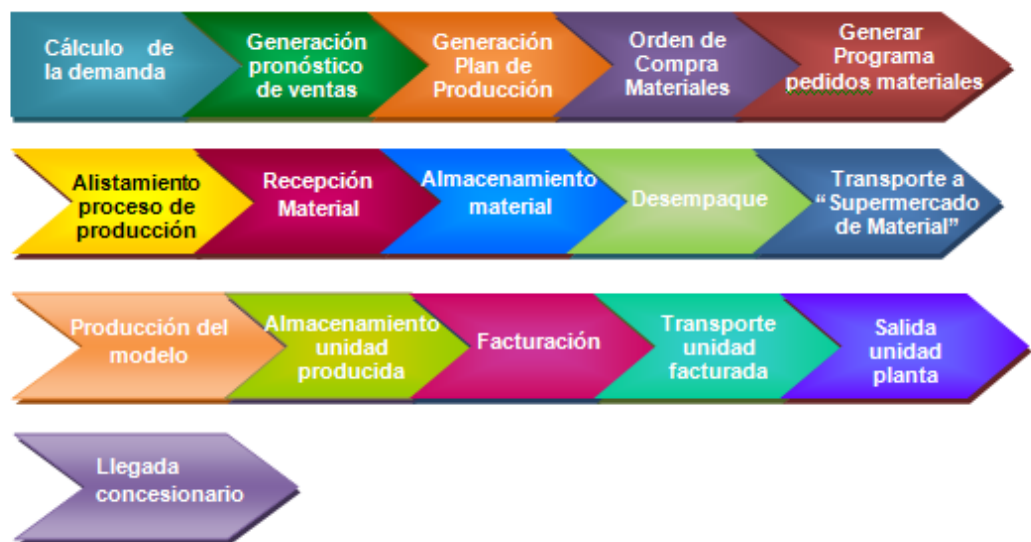 Cálculo de
la demanda
Generación
pronóstico
de ventas
Generación
Plan de
Producción
Orden de
Compra
Materiales
Generar
Programa
pedidos materiales
Alistamiento
proceso de
producción
Recepción
Material
Almacenamiento
material
Desempaque
Transporte a
“Supermercado
de Material”
Producción del
modelo
Almacenamiento
unidad
producida
Facturación
Transporte
unidad
facturada
Salida
unidad
planta
Llegada
concesionario